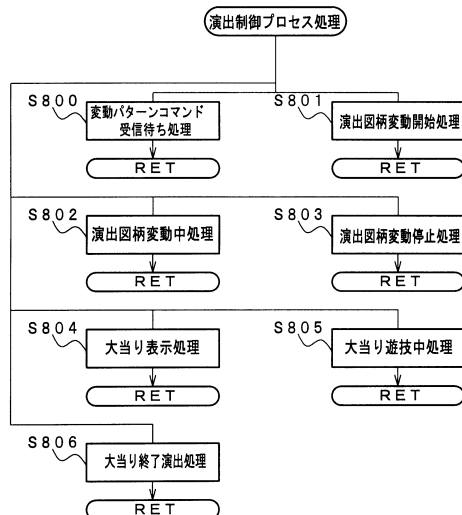 演出制御プロセス処理
S800
変動パターンコマンド
受信待ち処理
RET
S801
演出図柄変動開始処理
RET
S802
演出図柄変動中処理
RET
S803
演出図柄変動停止処理
RET
S804
大当り表示処理
RET
S805
大当り遊技中処理
RET
S806
大当り終了演出処理
RET